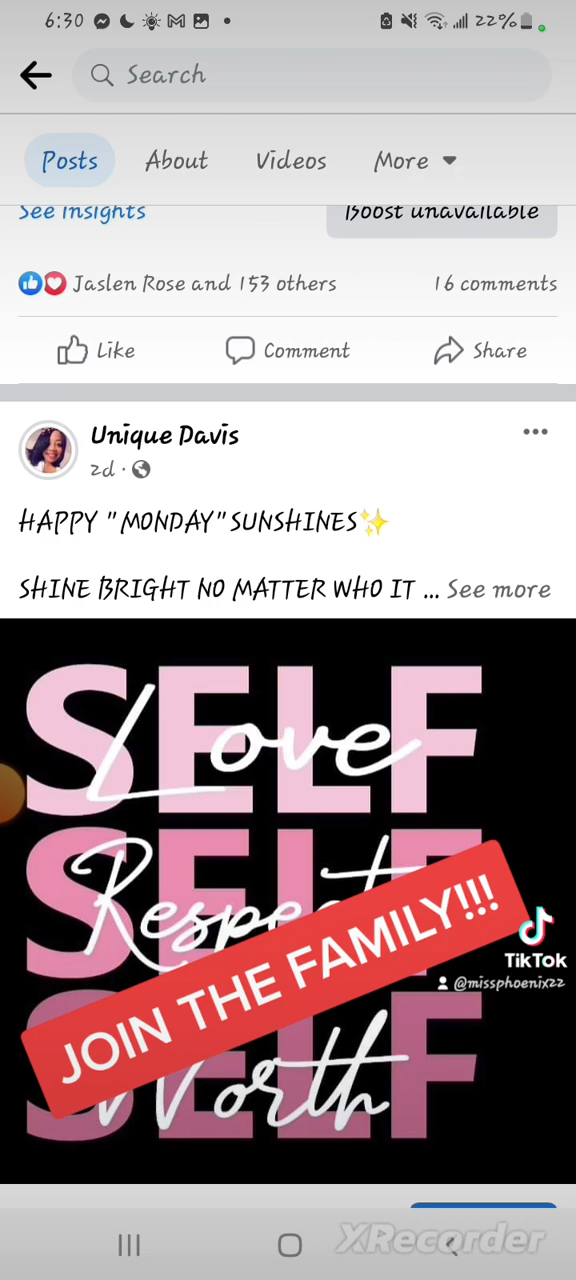 6:30
22%
Search
Posts About Videos More
See Insights Boost unavailable
Jaslen Rose and 153 others 16 comments
Like Comment Share
Unique Davis
2d
HAPPY "MONDAY"SUNSHINES✨
SHINE BRIGHT NO MATTER WHO IT ... See more
SELF
Love
SELF
Respect
JOIN THE FAMILY!!!
TikTok
@missphoenix22
SELF
Worth
XRecorder